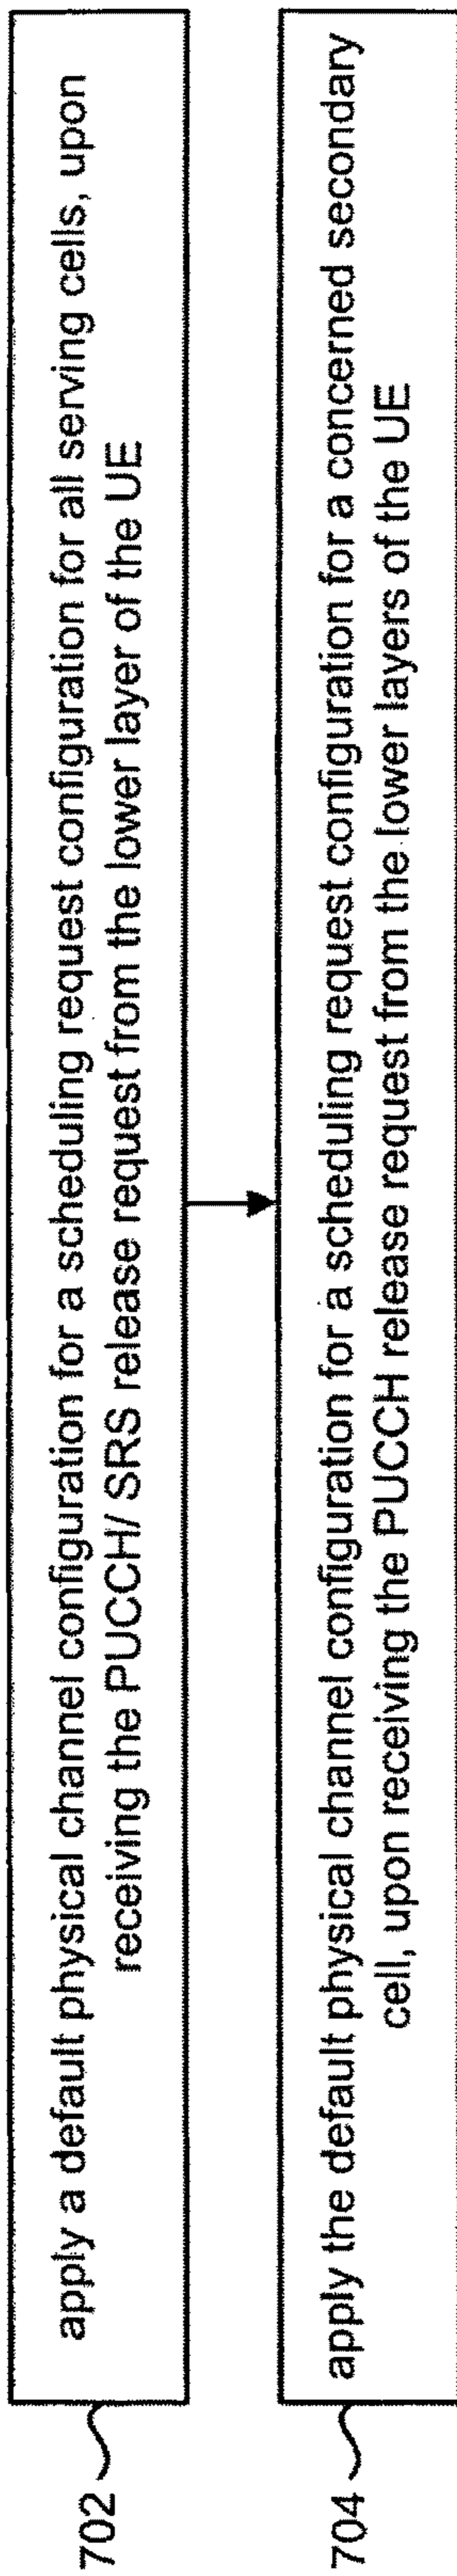 702
apply a default physical channel configuration for a scheduling request configuration for all serving cells, upon
receiving the PUCCH/ SRS release request from the lower layer of the UE
704
apply the default physical channel configuration for a scheduling request configuration for a concerned secondary
cell, upon receiving the PUCCH release request from the lower layers of the UE